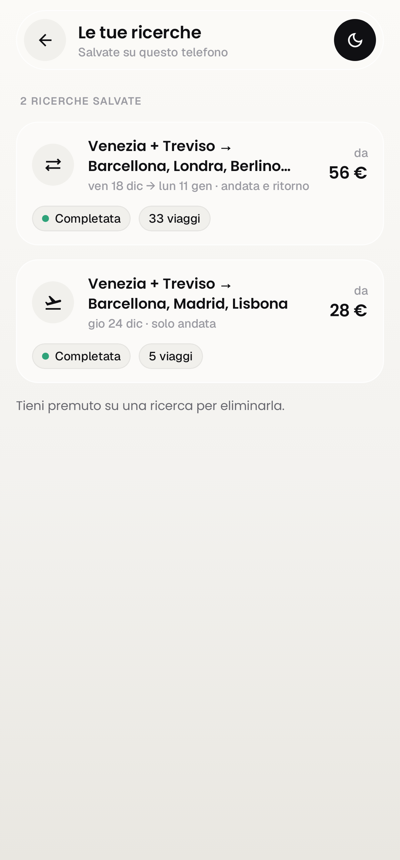 Le tue ricerche
Salvate su questo telefono
2 RICERCHE SALVATE
Venezia + Treviso →
Barcellona, Londra, Berlino...
ven 18 dic → lun 11 gen · andata e ritorno
da
56 €
Completata
33 viaggi
Venezia + Treviso →
Barcellona, Madrid, Lisbona
gio 24 dic · solo andata
da
28 €
Completata
5 viaggi
Tieni premuto su una ricerca per eliminarla.